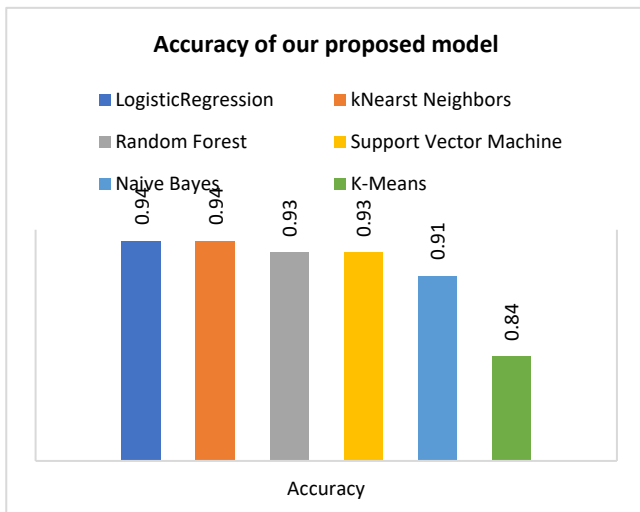 Accuracy of our proposed model
LogisticRegression kNearst Neighbors
Random Forest Support Vector Machine
Naive Bayes K-Means
0.94 0.94 0.93 0.93 0.91 0.84
Accuracy